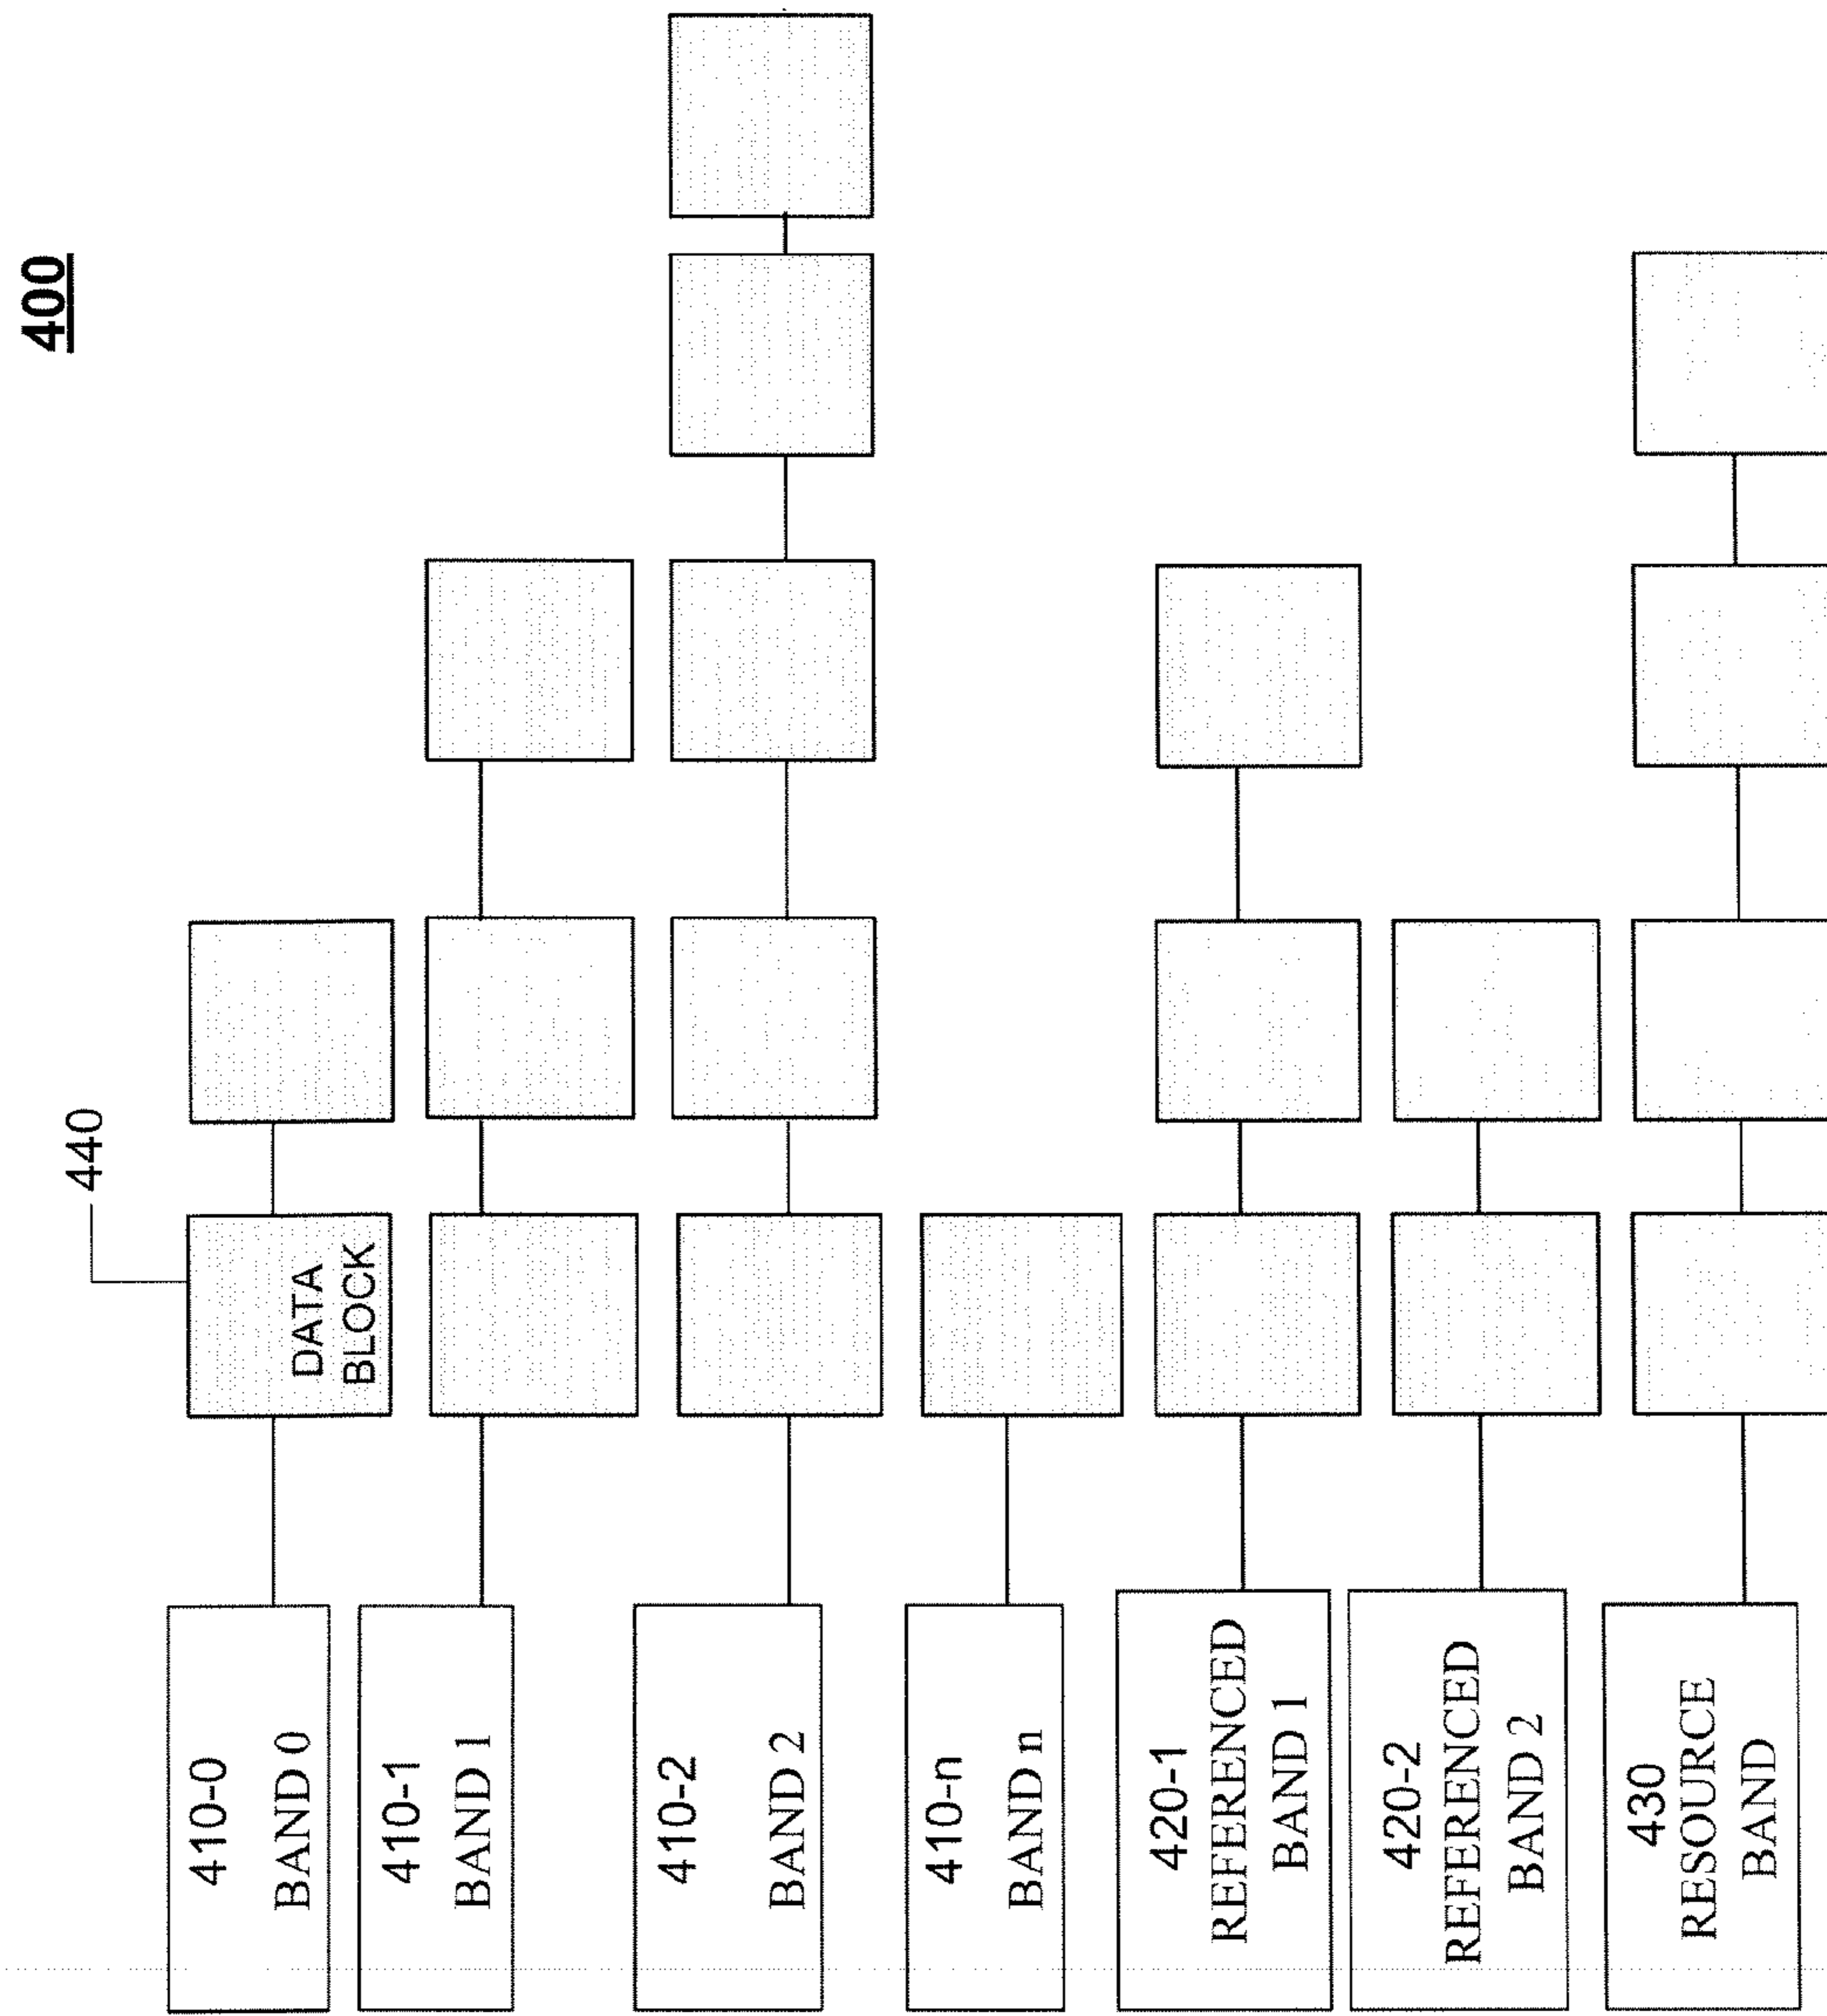 400
440
DATA
BLOCK
410-0
BAND 0
410-1
BAND 1
410-2
BAND 2
410-n
BAND n
420-1
REFERENCED
BAND 1
420-2
REFERENCED
BAND 2
430
RESOURCE
BAND